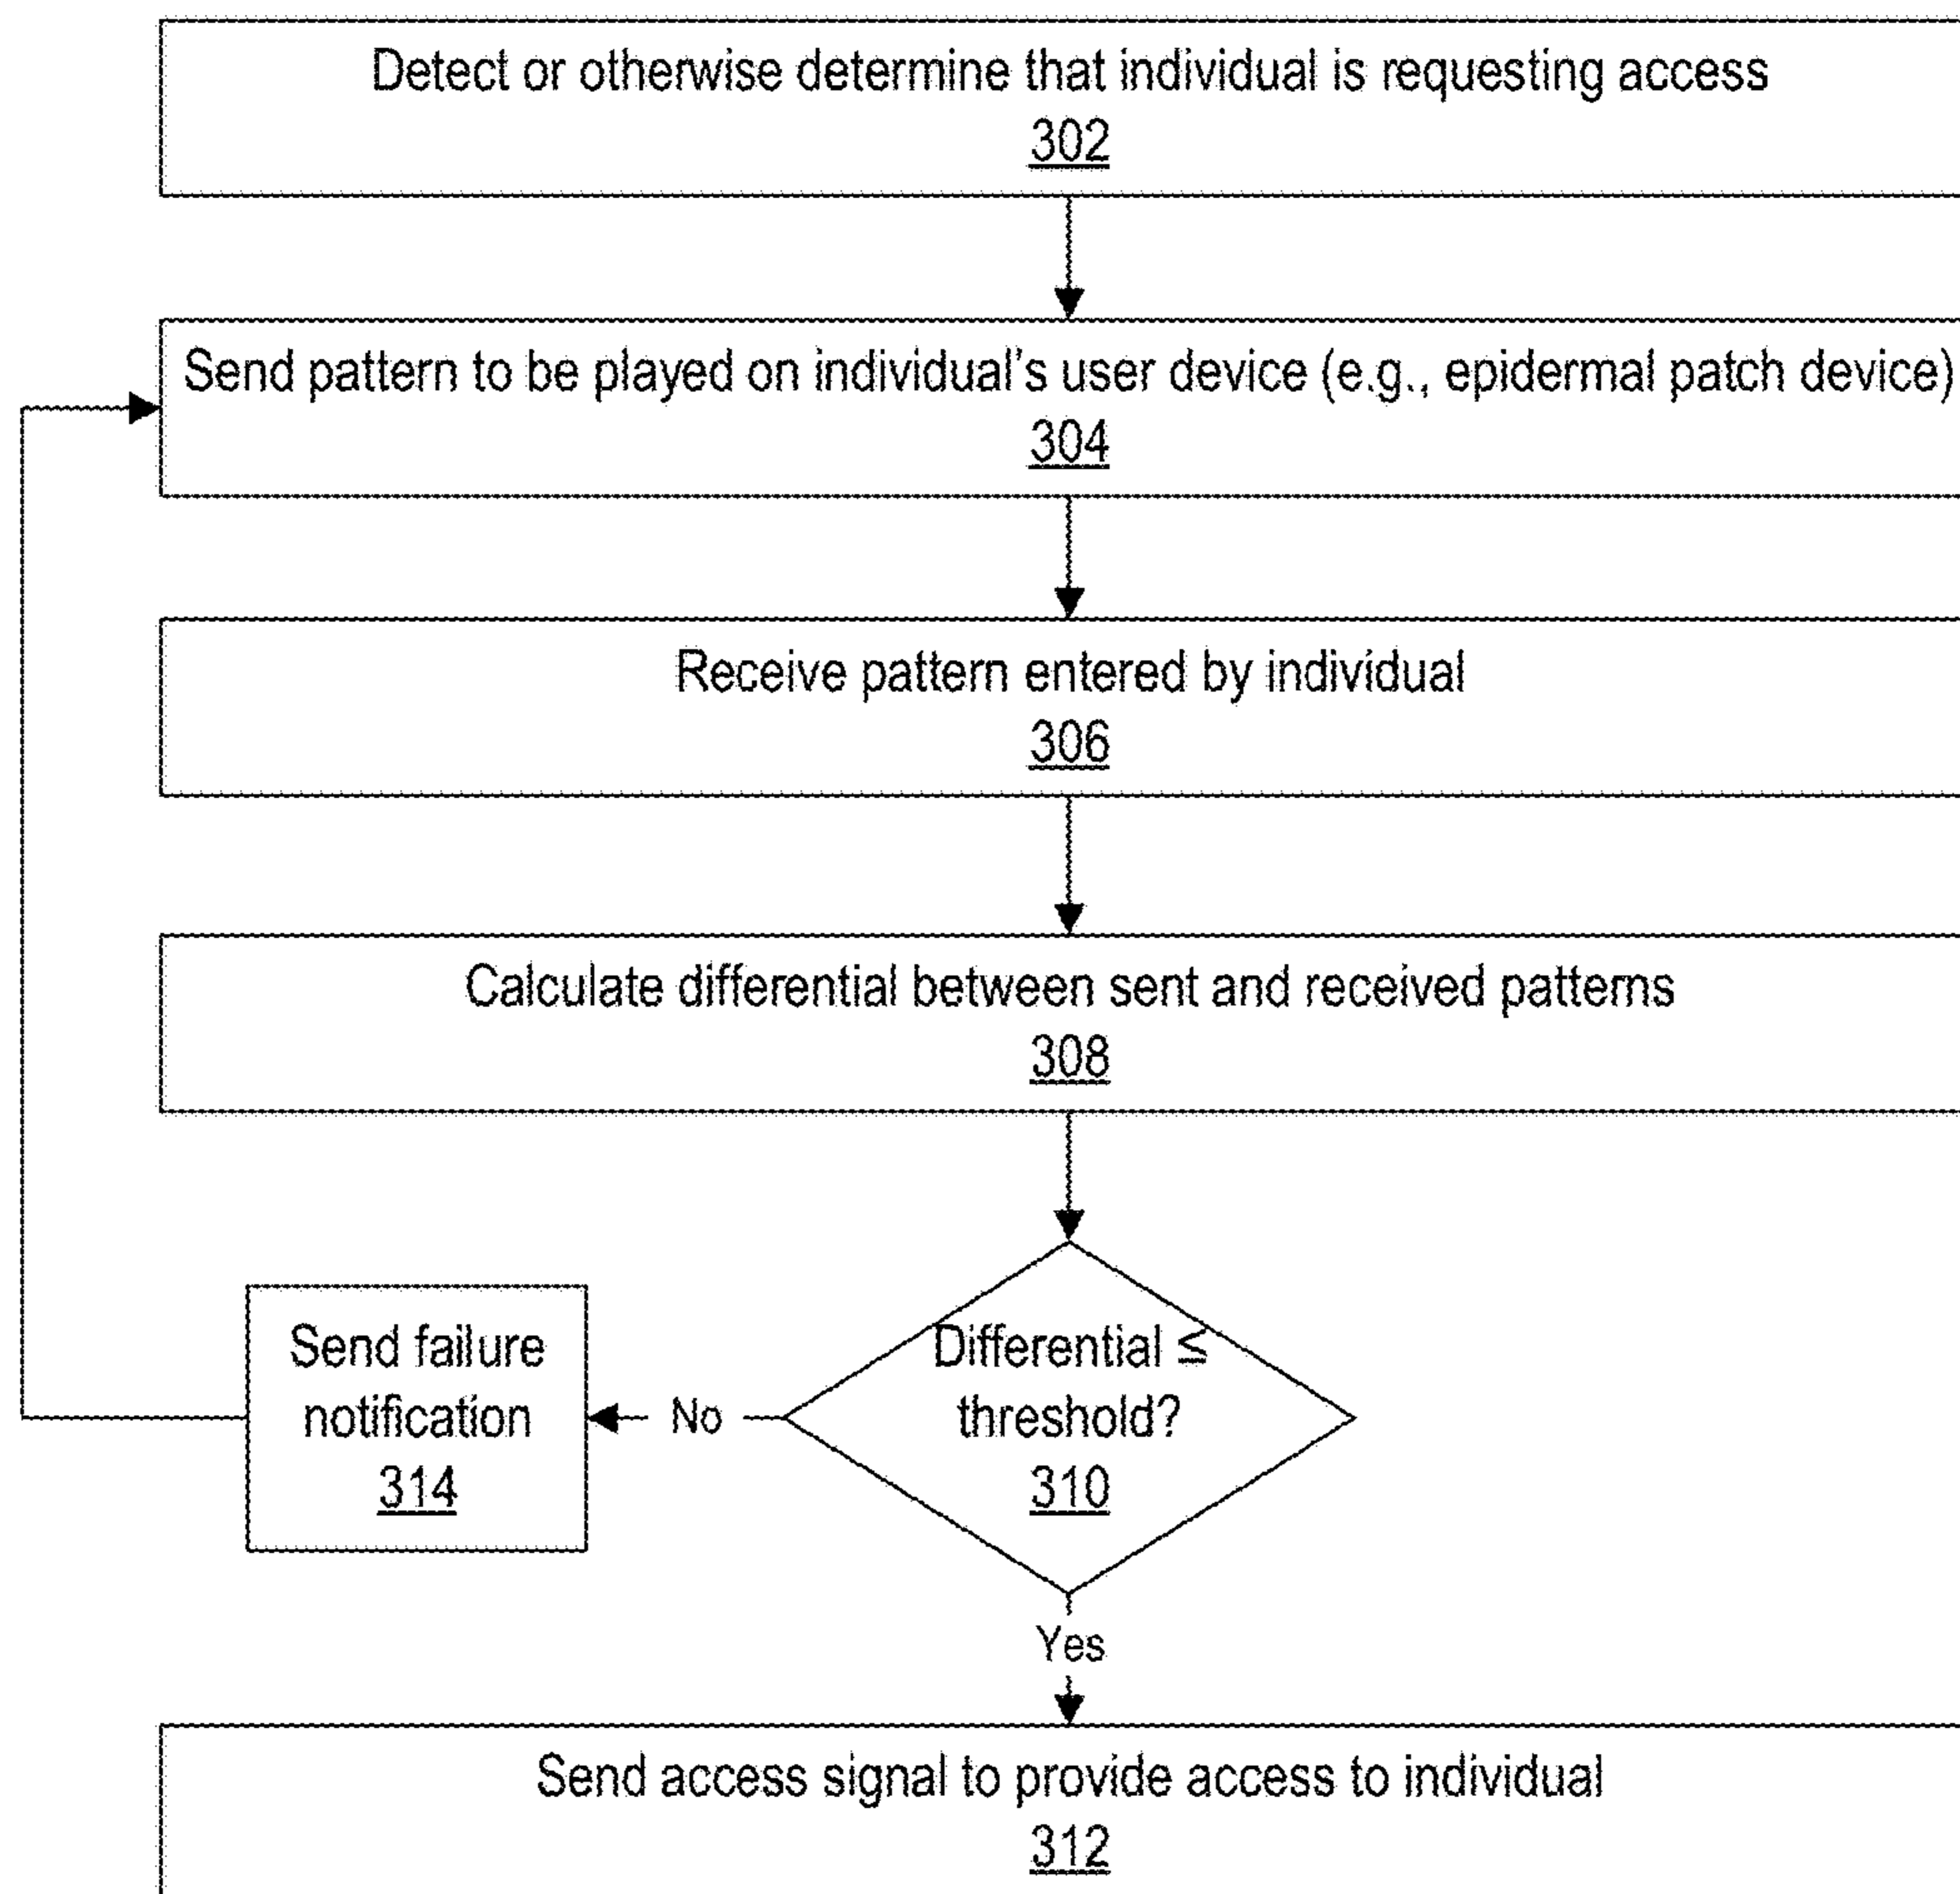 Detect or otherwise determine that individual is requesting access
302
Send pattern to be played on individual's user device (e.g., epidermal patch device)
304
Receive pattern entered by individual
306
Calculate differential between sent and received patterns
308
Differential ≤
threshold?
310
No
Send failure
notification
314
Yes
Send access signal to provide access to individual
312